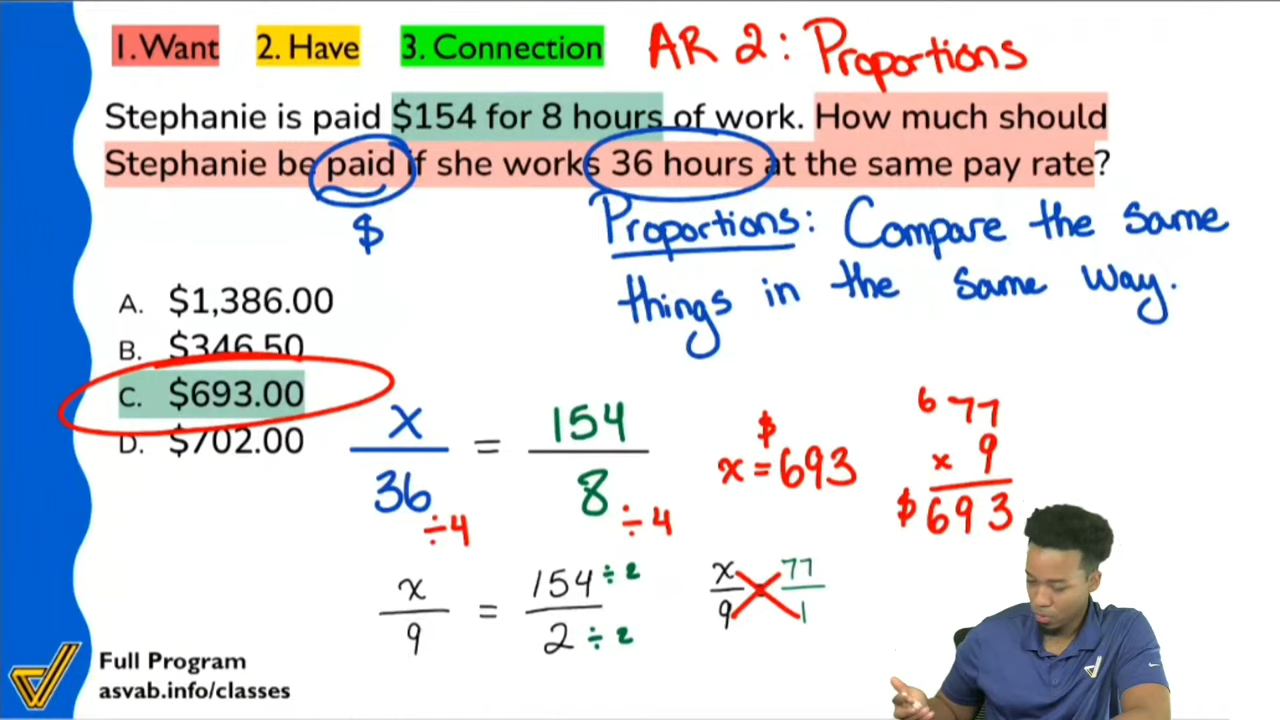 1. Want 2. Have 3. Connection AR 2: Proportions
Stephanie is paid $154 for 8 hours of work. How much should
Stephanie be paid if she works 36 hours at the same pay rate?
$
Proportions: Compare the same
things in the same way.
A. $1,386.00
B. $346.50
C. $693.00
D. $702.00
x/36 = 154/8
÷4 ÷4
x/9 = 154/2
÷2
÷2
x/9 77/1
$
x = 693
6
77
x 9
$693
Full Program
asvab.info/classes